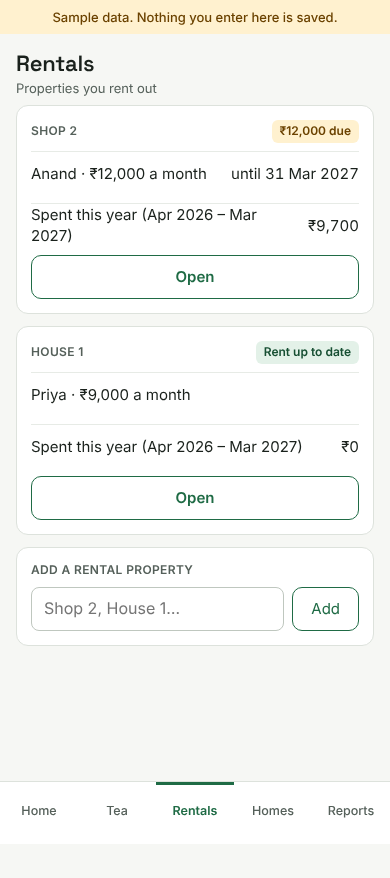 Sample data. Nothing you enter here is saved.
Rentals
Properties you rent out
SHOP 2
₹12,000 due
Anand · ₹12,000 a month
until 31 Mar 2027
Spent this year (Apr 2026 – Mar
2027)
₹9,700
Open
HOUSE 1
Rent up to date
Priya · ₹9,000 a month
Spent this year (Apr 2026 – Mar 2027)
₹0
Open
ADD A RENTAL PROPERTY
Shop 2, House 1...
Add
Home
Tea
Rentals
Homes
Reports